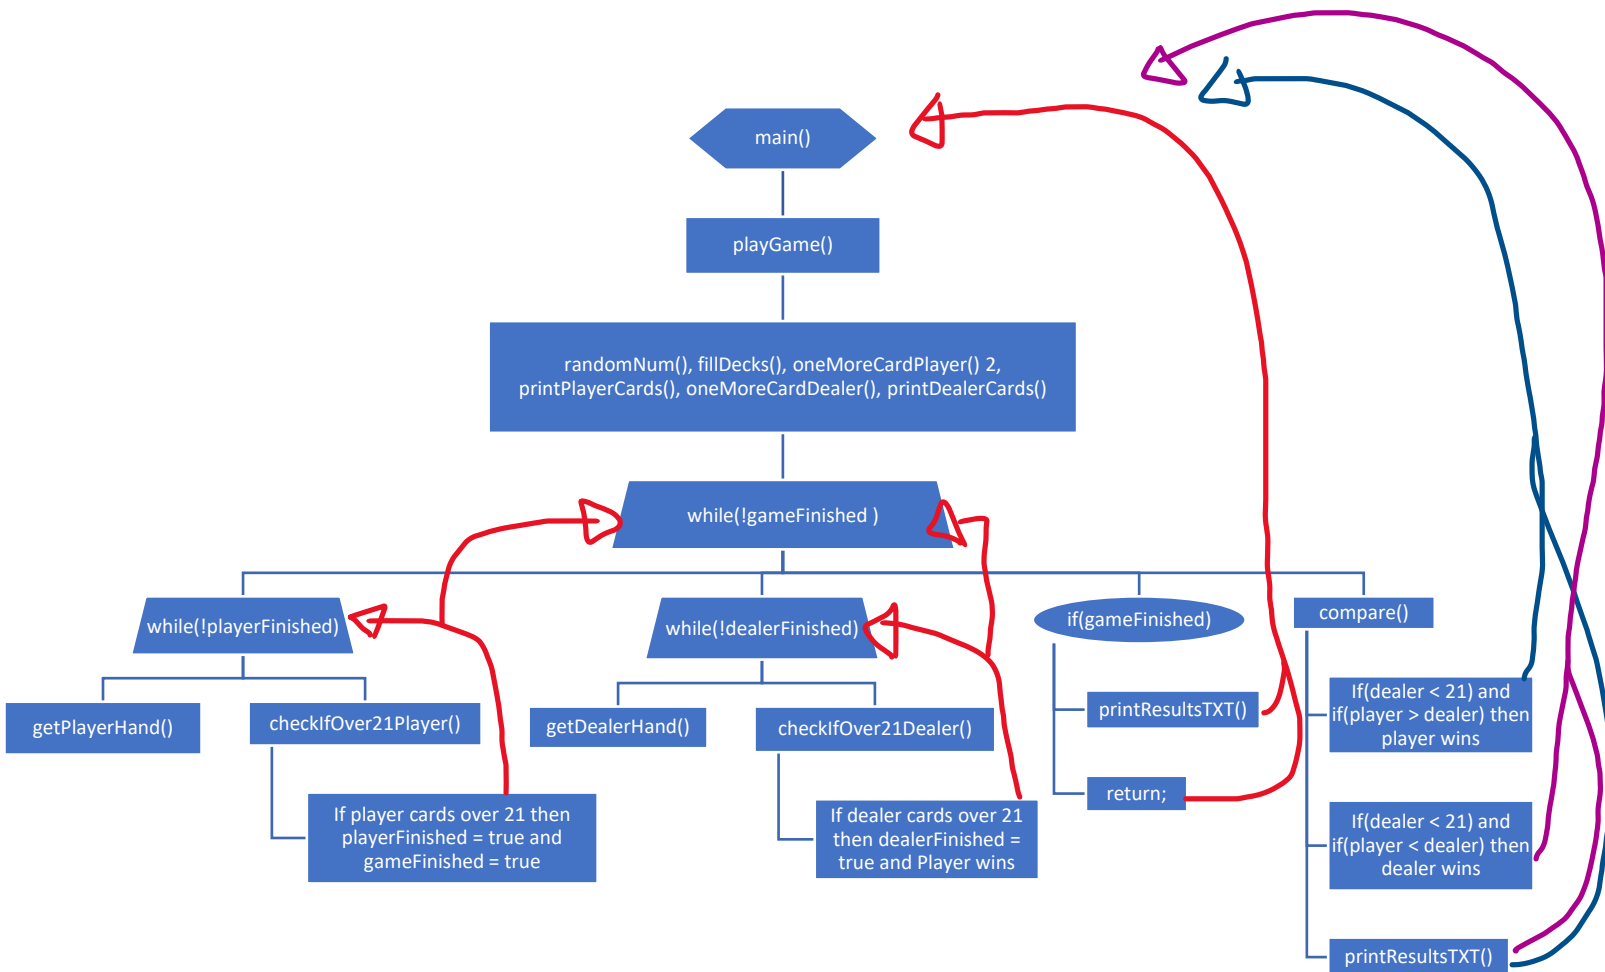 main()
playGame()
randomNum(), fillDecks(), oneMoreCardPlayer() 2,
printPlayerCards(), oneMoreCardDealer(), printDealerCards()
while(!gameFinished )
while(!playerFinished)
while(!dealerFinished)
if(gameFinished)
compare()
getPlayerHand()
checkIfOver21Player()
getDealerHand()
checkIfOver21Dealer()
printResultsTXT()
If(dealer < 21) and
if(player > dealer) then
player wins
If player cards over 21 then
playerFinished = true and
gameFinished = true
If dealer cards over 21
then dealerFinished =
true and Player wins
return;
If(dealer < 21) and
if(player < dealer) then
dealer wins
printResultsTXT()